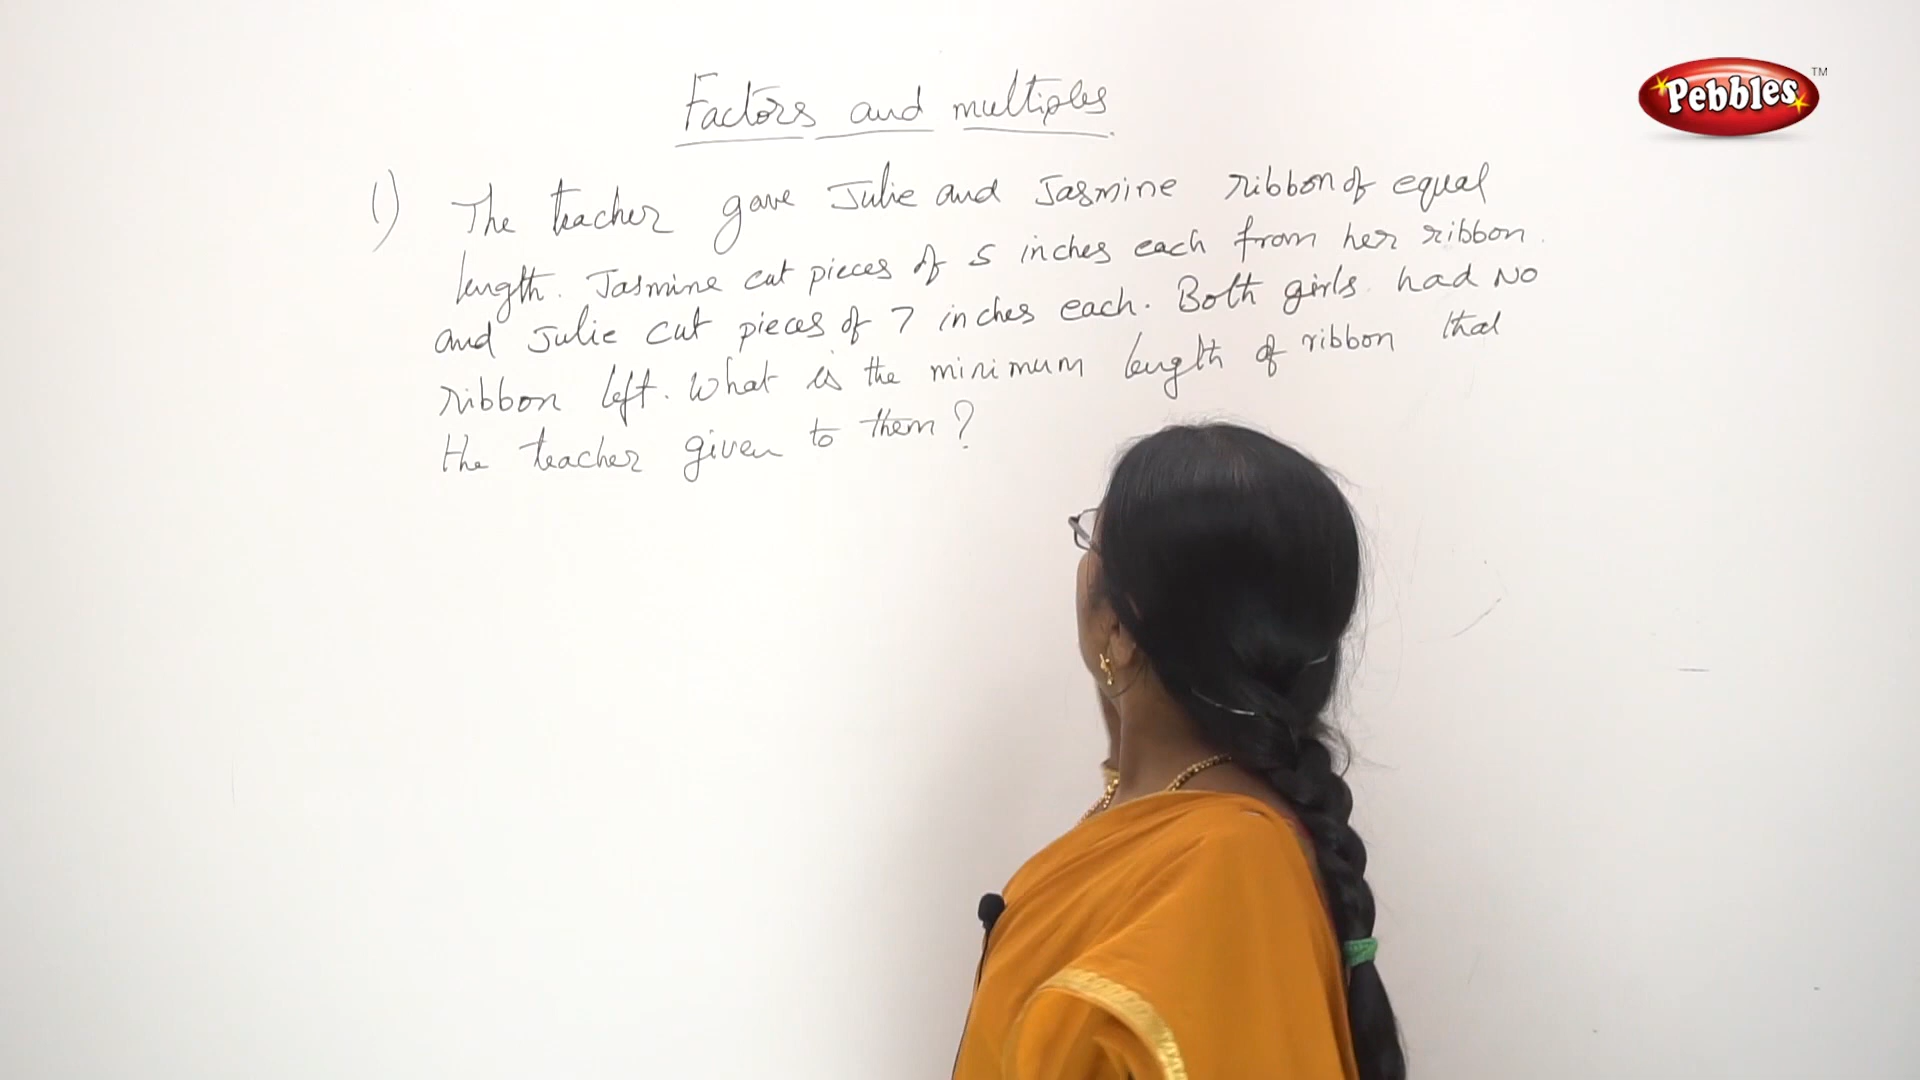 Factors and multiples
Pebbles TM
1) The teacher gave Julie and Jasmine ribbon of equal
length. Jasmine cut pieces of 5 inches each from her ribbon.
and Julie cut pieces of 7 inches each. Both girls had no
ribbon left. What is the minimum length of ribbon that
the teacher given to them?